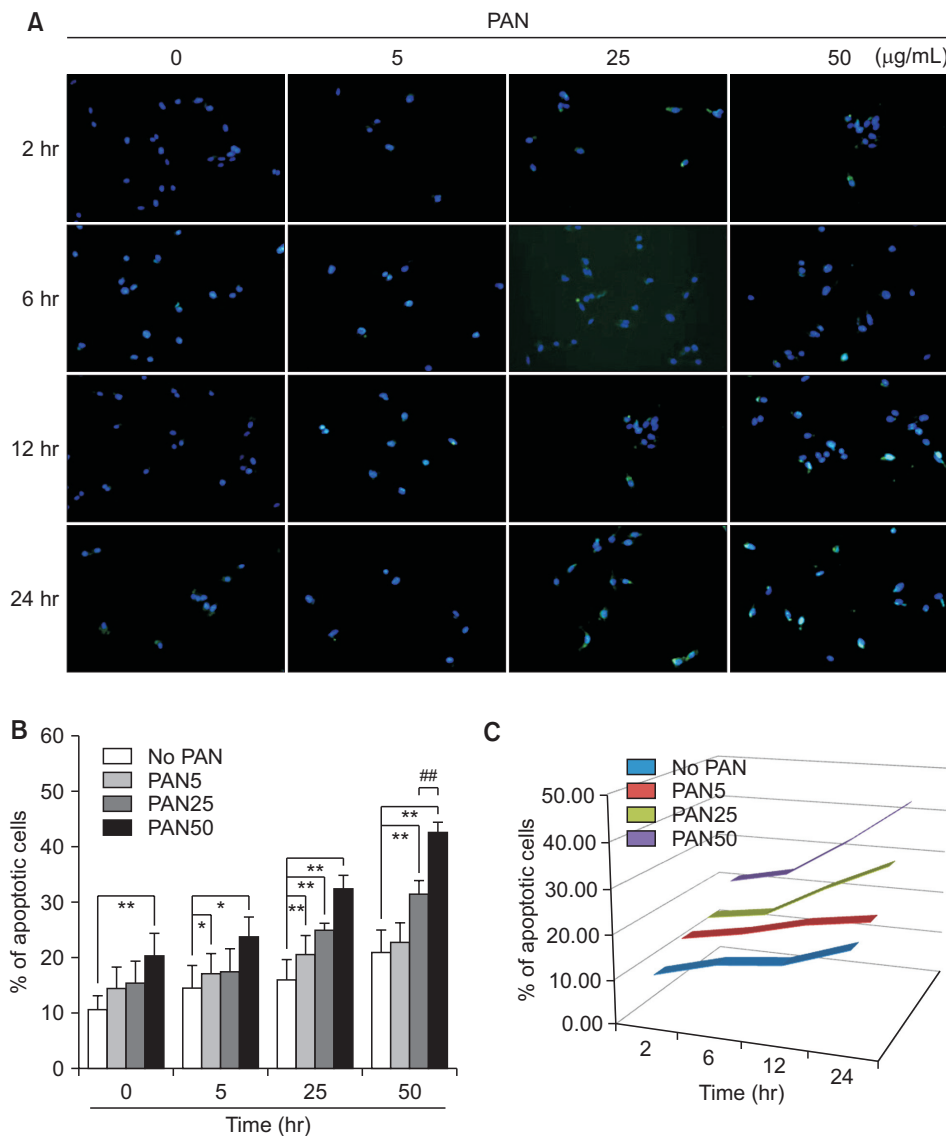 A
PAN
0 5 25 50 (μg/mL)
2 hr
6 hr
12 hr
24 hr
B
60
50
40
30
20
10
0
% of apoptotic cells
No PAN
PAN5
PAN25
PAN50
**
*
*
**
**
**
**
**
##
0 5 25 50
Time (hr)
C
50.00
40.00
30.00
20.00
10.00
0.00
% of apoptotic cells
No PAN
PAN5
PAN25
PAN50
2 6 12 24
Time (hr)